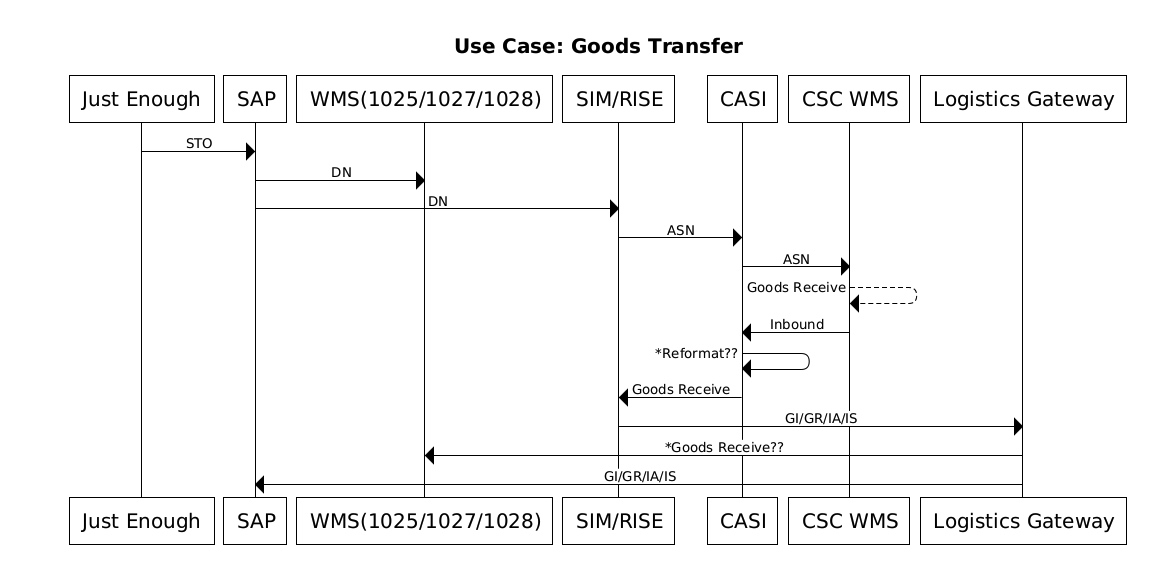 Use Case: Goods Transfer
Just Enough SAP WMS(1025/1027/1028) SIM/RISE CASI CSC WMS Logistics Gateway
STO
DN
DN
ASN
ASN
Goods Receive
Inbound
*Reformat??
Goods Receive
GI/GR/IA/IS
*Goods Receive??
GI/GR/IA/IS
Just Enough SAP WMS(1025/1027/1028) SIM/RISE CASI CSC WMS Logistics Gateway